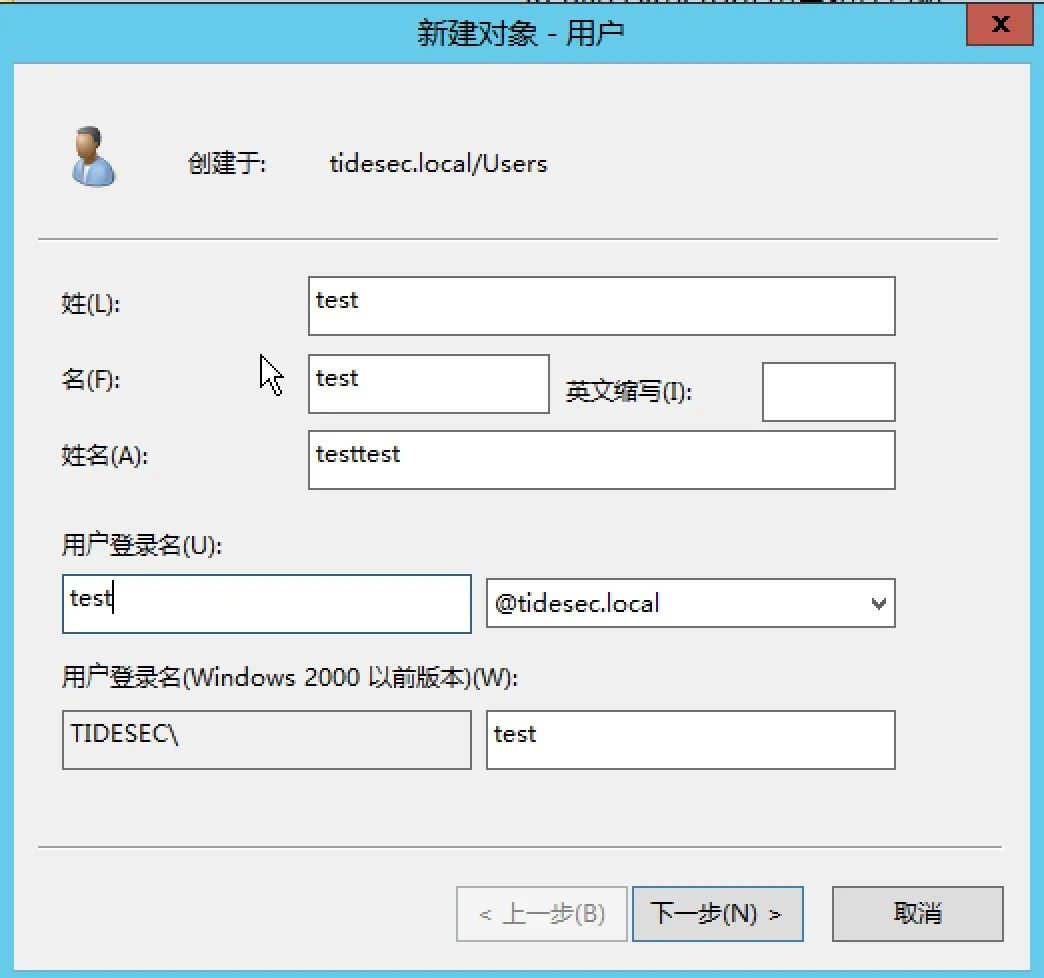 新建对象 - 用户
x
创建于: tidesec.local/Users
姓(L): test
名(F): test 英文缩写(I):
姓名(A): testtest
用户登录名(U):
test @tidesec.local
用户登录名(Windows 2000 以前版本)(W):
TIDESEC\ test
< 上一步(B) 下一步(N) > 取消